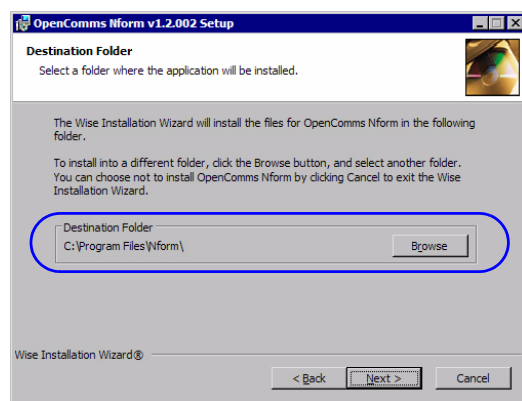 OpenComms Nform v1.2.002 Setup
Destination Folder
Select a folder where the application will be installed.
The Wise Installation Wizard will install the files for OpenComms Nform in the following
folder.
To install into a different folder, click the Browse button, and select another folder.
You can choose not to install OpenComms Nform by clicking Cancel to exit the Wise
Installation Wizard.
Destination Folder
C:\Program Files\Nform\
Browse
Wise Installation Wizard®
< Back
Next >
Cancel